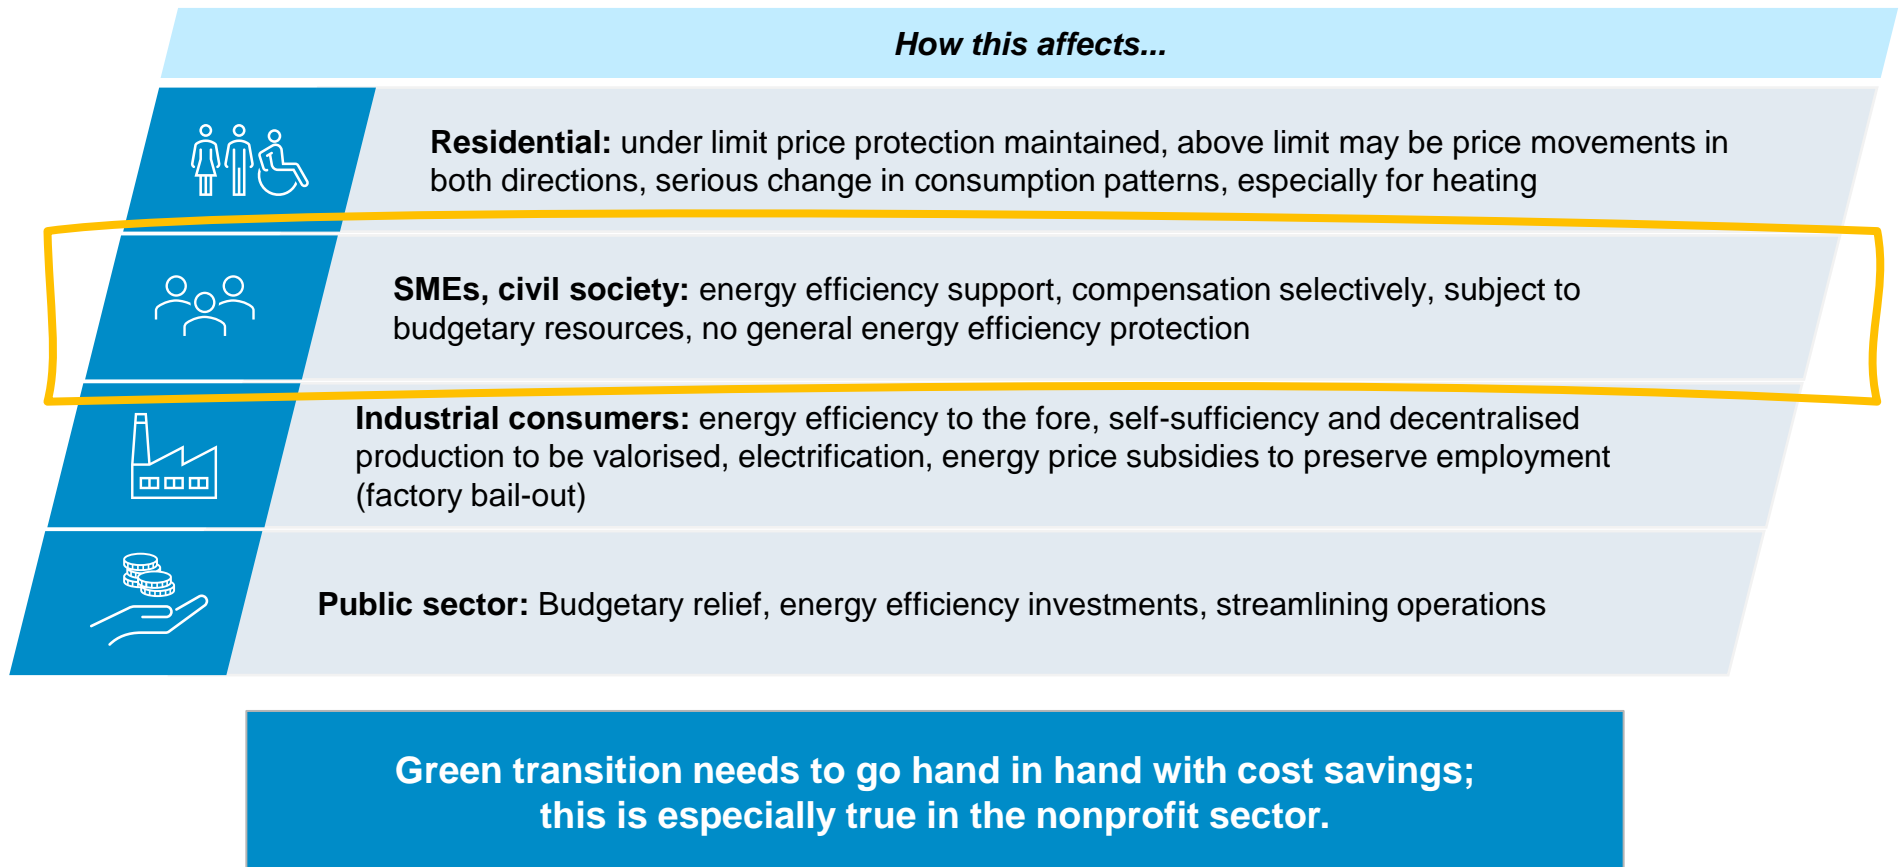 How this affects...
Residential: under limit price protection maintained, above limit may be price movements in
both directions, serious change in consumption patterns, especially for heating
SMEs, civil society: energy efficiency support, compensation selectively, subject to
budgetary resources, no general energy efficiency protection
Industrial consumers: energy efficiency to the fore, self-sufficiency and decentralised
production to be valorised, electrification, energy price subsidies to preserve employment
(factory bail-out)
Public sector: Budgetary relief, energy efficiency investments, streamlining operations
Green transition needs to go hand in hand with cost savings;
this is especially true in the nonprofit sector.